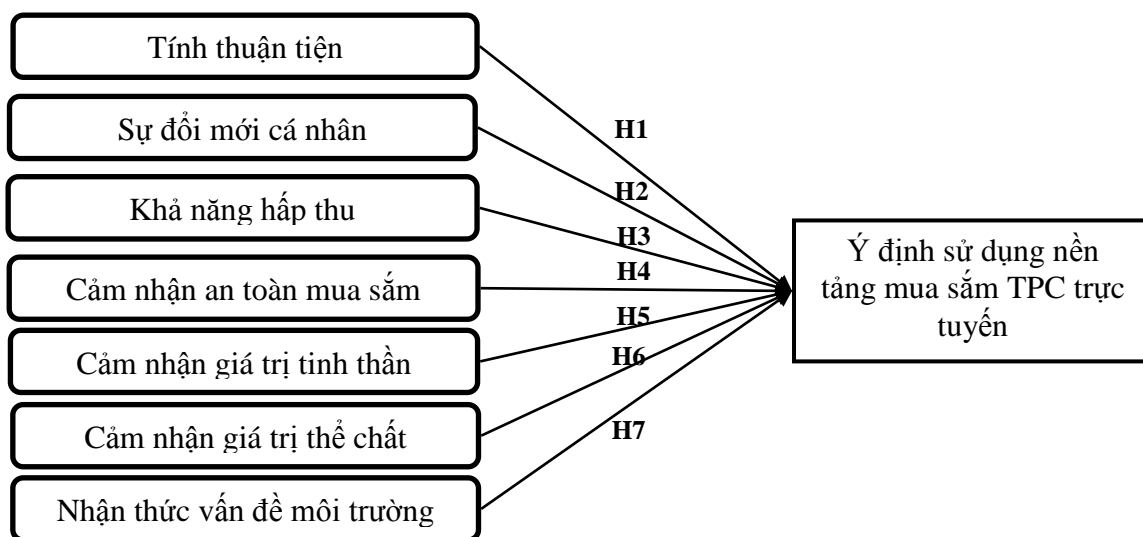 Tính thuận tiện
Sự đổi mới cá nhân
Khả năng hấp thu
Cảm nhận an toàn mua sắm
Cảm nhận giá trị tinh thần
Cảm nhận giá trị thể chất
Nhận thức vấn đề môi trường
H1
H2
H3
H4
H5
H6
H7
Ý định sử dụng nền
tảng mua sắm TPC trực
tuyến